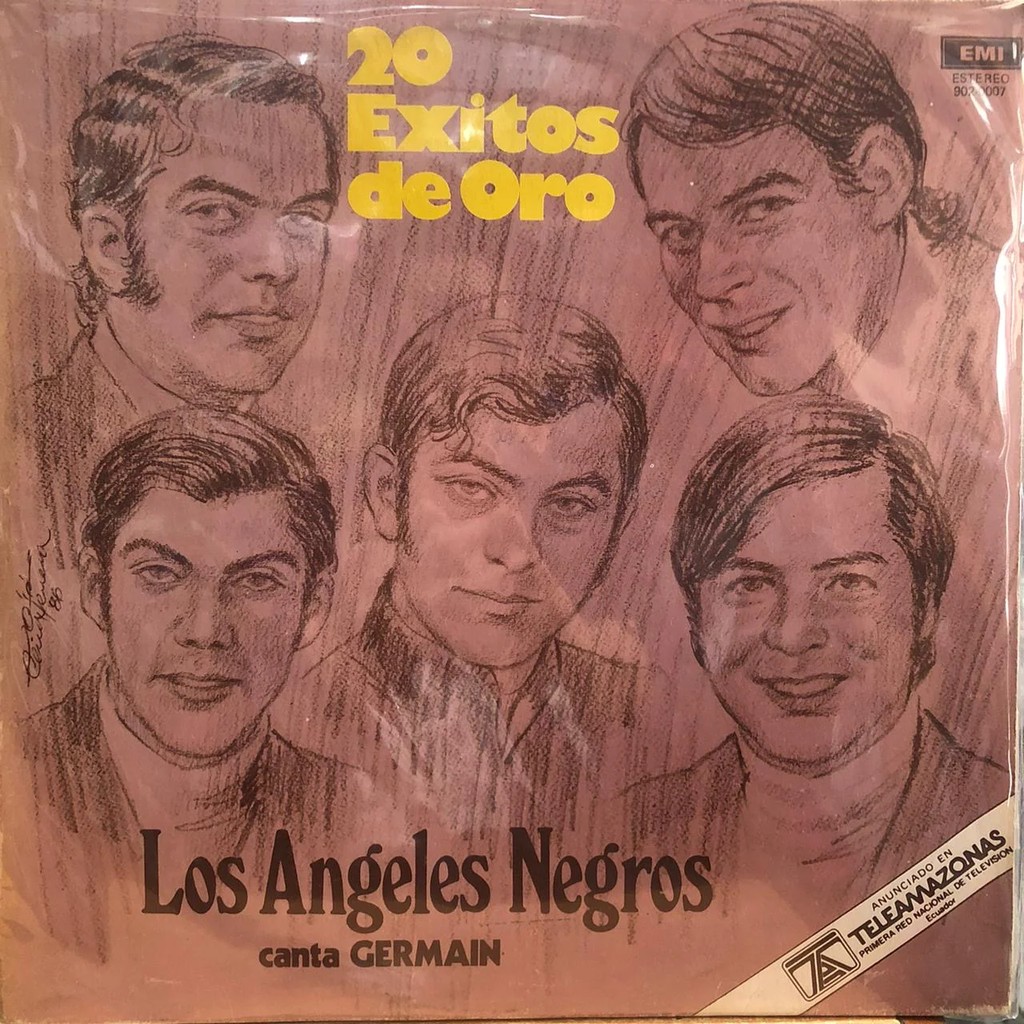 20
Exitos
de Oro
EMI
ESTEREO
Los Angeles Negros
canta GERMAIN
ANUNCIADO EN
TELEAMAZONAS
PRIMERA RED NACIONAL DE TELEVISION
Ecuador